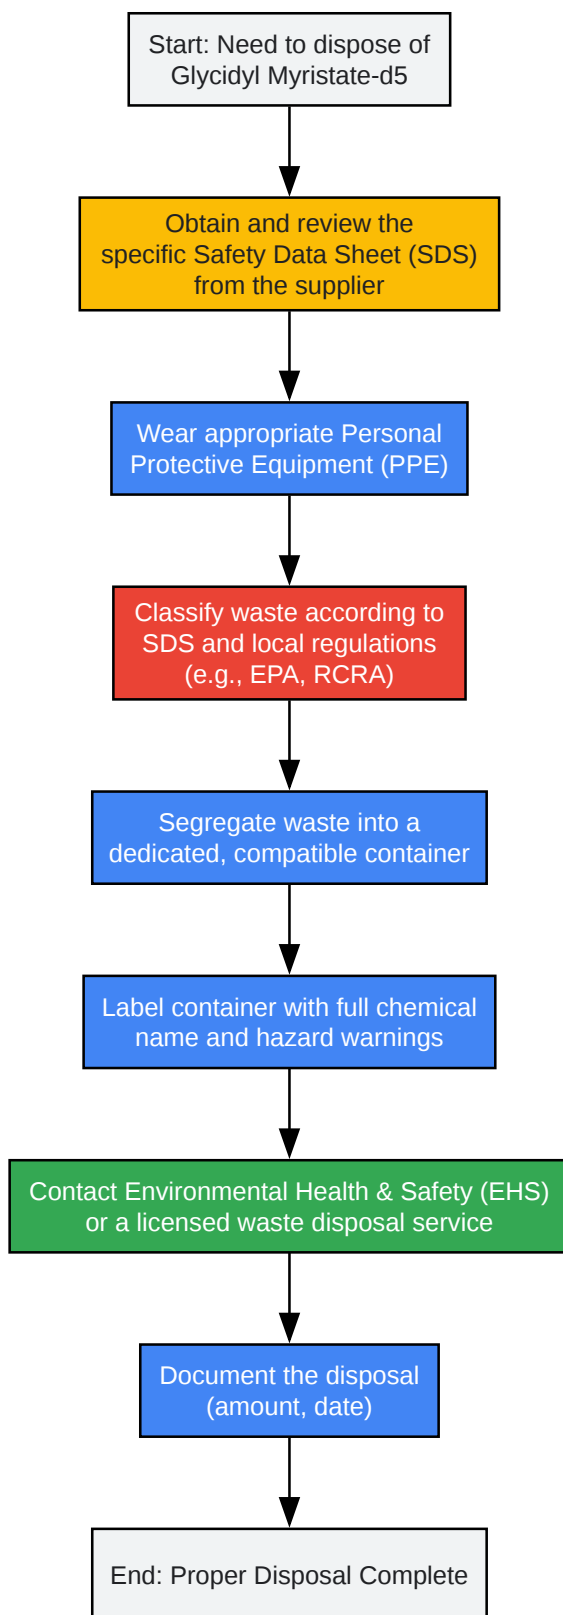 Start: Need to dispose of
Glycidyl Myristate-d5
Obtain and review the
specific Safety Data Sheet (SDS)
from the supplier
Wear appropriate Personal
Protective Equipment (PPE)
Classify waste according to
SDS and local regulations
(e.g., EPA, RCRA)
Segregate waste into a
dedicated, compatible container
Label container with full chemical
name and hazard warnings
Contact Environmental Health & Safety (EHS)
or a licensed waste disposal service
Document the disposal
(amount, date)
End: Proper Disposal Complete